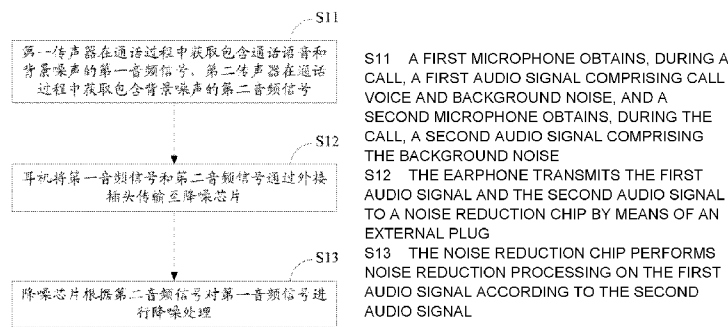 S11
第一传声器在通话过程中获取包含通话语音和
背景噪声的第一音频信号、第二传声器在通话
过程中获取包含背景噪声的第二音频信号
S12
耳机将第一音频信号和第二音频信号通过外接
插头传输至降噪芯片
S13
降噪芯片根据第二音频信号对第一音频信号进
行降噪处理
S11 A FIRST MICROPHONE OBTAINS, DURING A
CALL, A FIRST AUDIO SIGNAL COMPRISING CALL
VOICE AND BACKGROUND NOISE, AND A
SECOND MICROPHONE OBTAINS, DURING THE
CALL, A SECOND AUDIO SIGNAL COMPRISING
THE BACKGROUND NOISE
S12 THE EARPHONE TRANSMITS THE FIRST
AUDIO SIGNAL AND THE SECOND AUDIO SIGNAL
TO A NOISE REDUCTION CHIP BY MEANS OF AN
EXTERNAL PLUG
S13 THE NOISE REDUCTION CHIP PERFORMS
NOISE REDUCTION PROCESSING ON THE FIRST
AUDIO SIGNAL ACCORDING TO THE SECOND
AUDIO SIGNAL